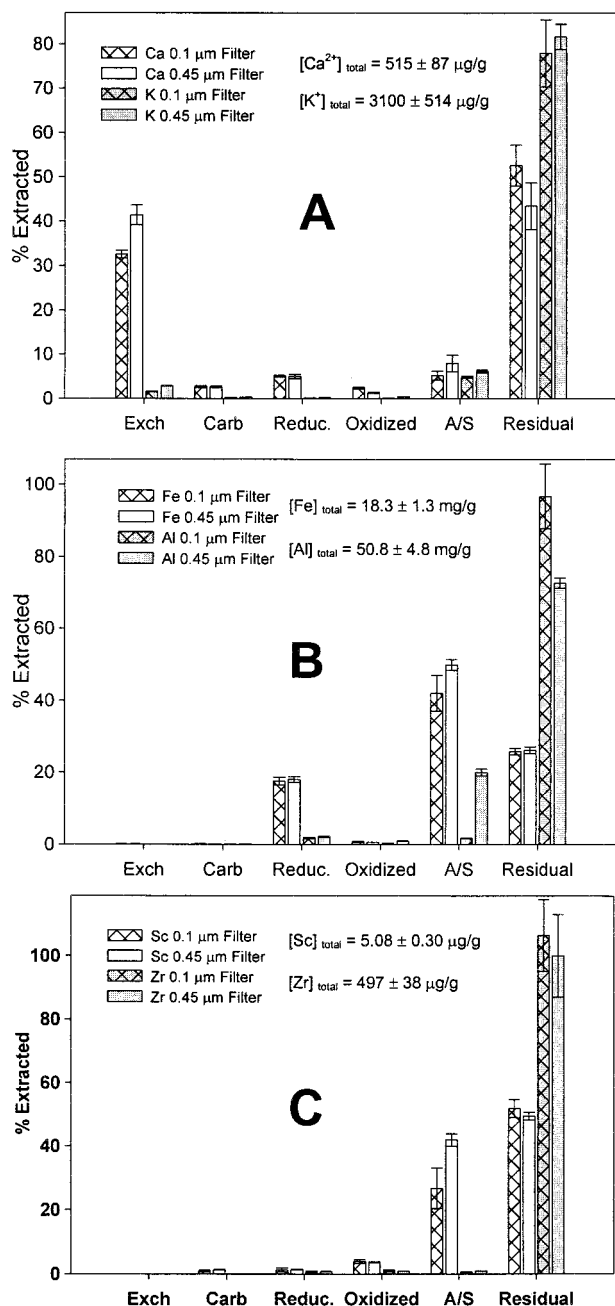 80
70
60
50
40
30
20
10
0
% Extracted
Ca 0.1 µm Filter
Ca 0.45 µm Filter
K 0.1 µm Filter
K 0.45 µm Filter
[Ca²⁺] total = 515 ± 87 µg/g
[K⁺] total = 3100 ± 514 µg/g
A
Exch Carb Reduc. Oxidized A/S Residual
100
80
60
40
20
0
% Extracted
Fe 0.1 µm Filter
Fe 0.45 µm Filter
Al 0.1 µm Filter
Al 0.45 µm Filter
[Fe] total = 18.3 ± 1.3 mg/g
[Al] total = 50.8 ± 4.8 mg/g
B
Exch Carb Reduc. Oxidized A/S Residual
100
80
60
40
20
0
% Extracted
Sc 0.1 µm Filter
Sc 0.45 µm Filter
Zr 0.1 µm Filter
Zr 0.45 µm Filter
[Sc] total = 5.08 ± 0.30 µg/g
[Zr] total = 497 ± 38 µg/g
C
Exch Carb Reduc. Oxidized A/S Residual